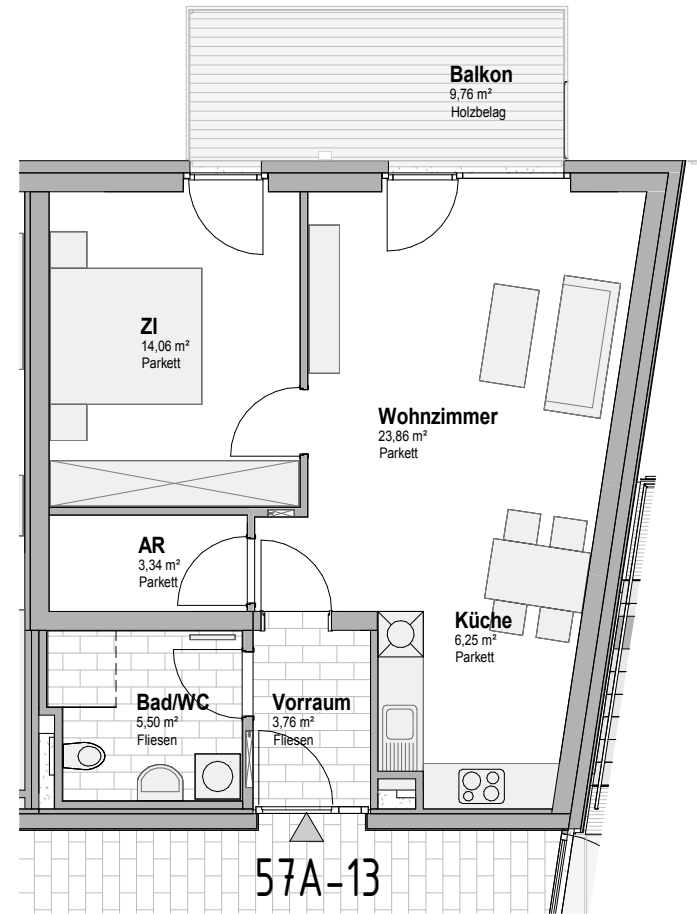 Balkon
9,76 m²
Holzbelag
ZI
14,06 m²
Parkett
Wohnzimmer
23,86 m²
Parkett
AR
3,34 m²
Parkett
Küche
6,25 m²
Parkett
Bad/WC
5,50 m²
Fliesen
Vorraum
3,76 m²
Fliesen
57A-13